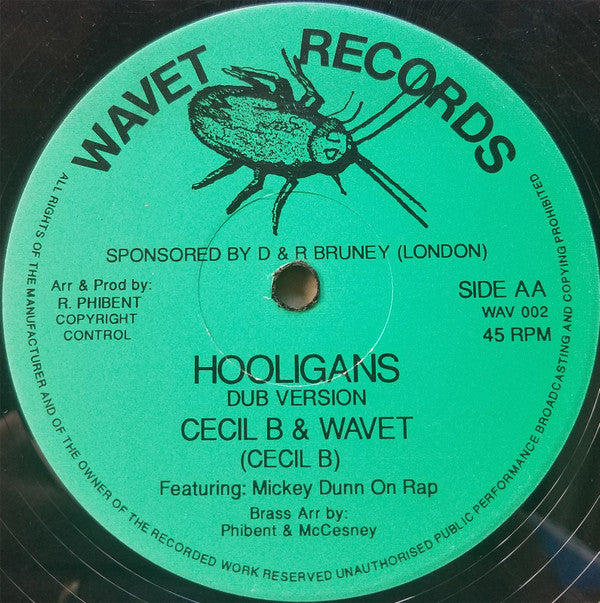 WAVET RECORDS
SPONSORED BY D & R BRUNEY (LONDON)
Arr & Prod by:
R. PHIBENT
COPYRIGHT
CONTROL
SIDE AA
WAV 002
45 RPM
HOOLIGANS
DUB VERSION
CECIL B & WAVET
(CECIL B)
Featuring: Mickey Dunn On Rap
Brass Arr by:
Phibent & McCesney
ALL RIGHTS OF THE MANUFACTURER AND OF THE OWNER OF THE RECORDED WORK RESERVED UNAUTHORISED PUBLIC PERFORMANCE BROADCASTING AND COPYING PROHIBITED